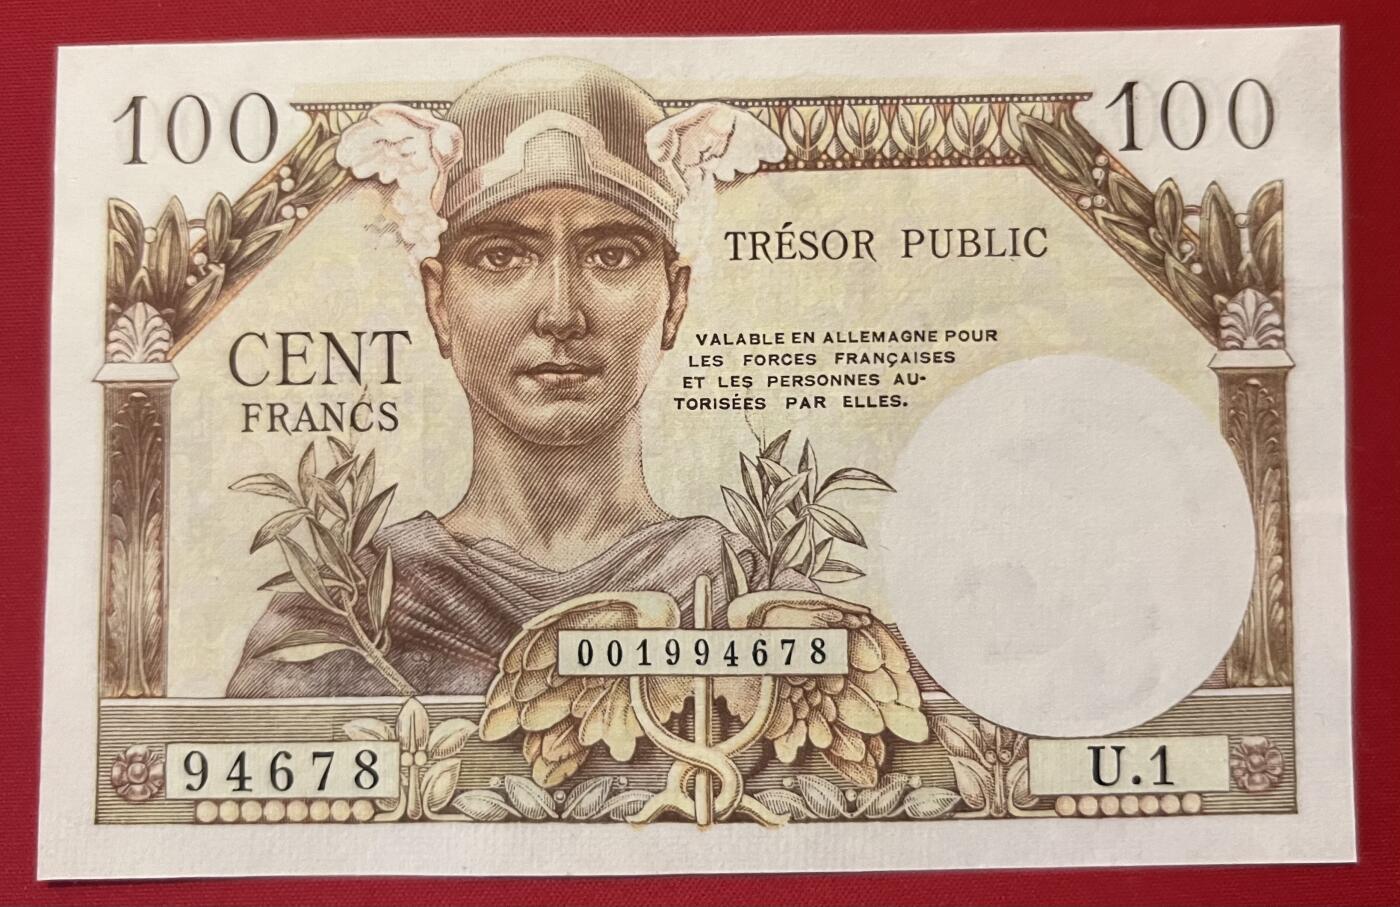 100
100
TRÉSOR PUBLIC
CENT
FRANCS
VALABLE EN ALLEMAGNE POUR
LES FORCES FRANÇAISES
ET LES PERSONNES AU-
TORISÉES PAR ELLES.
001994678
94678
U.1